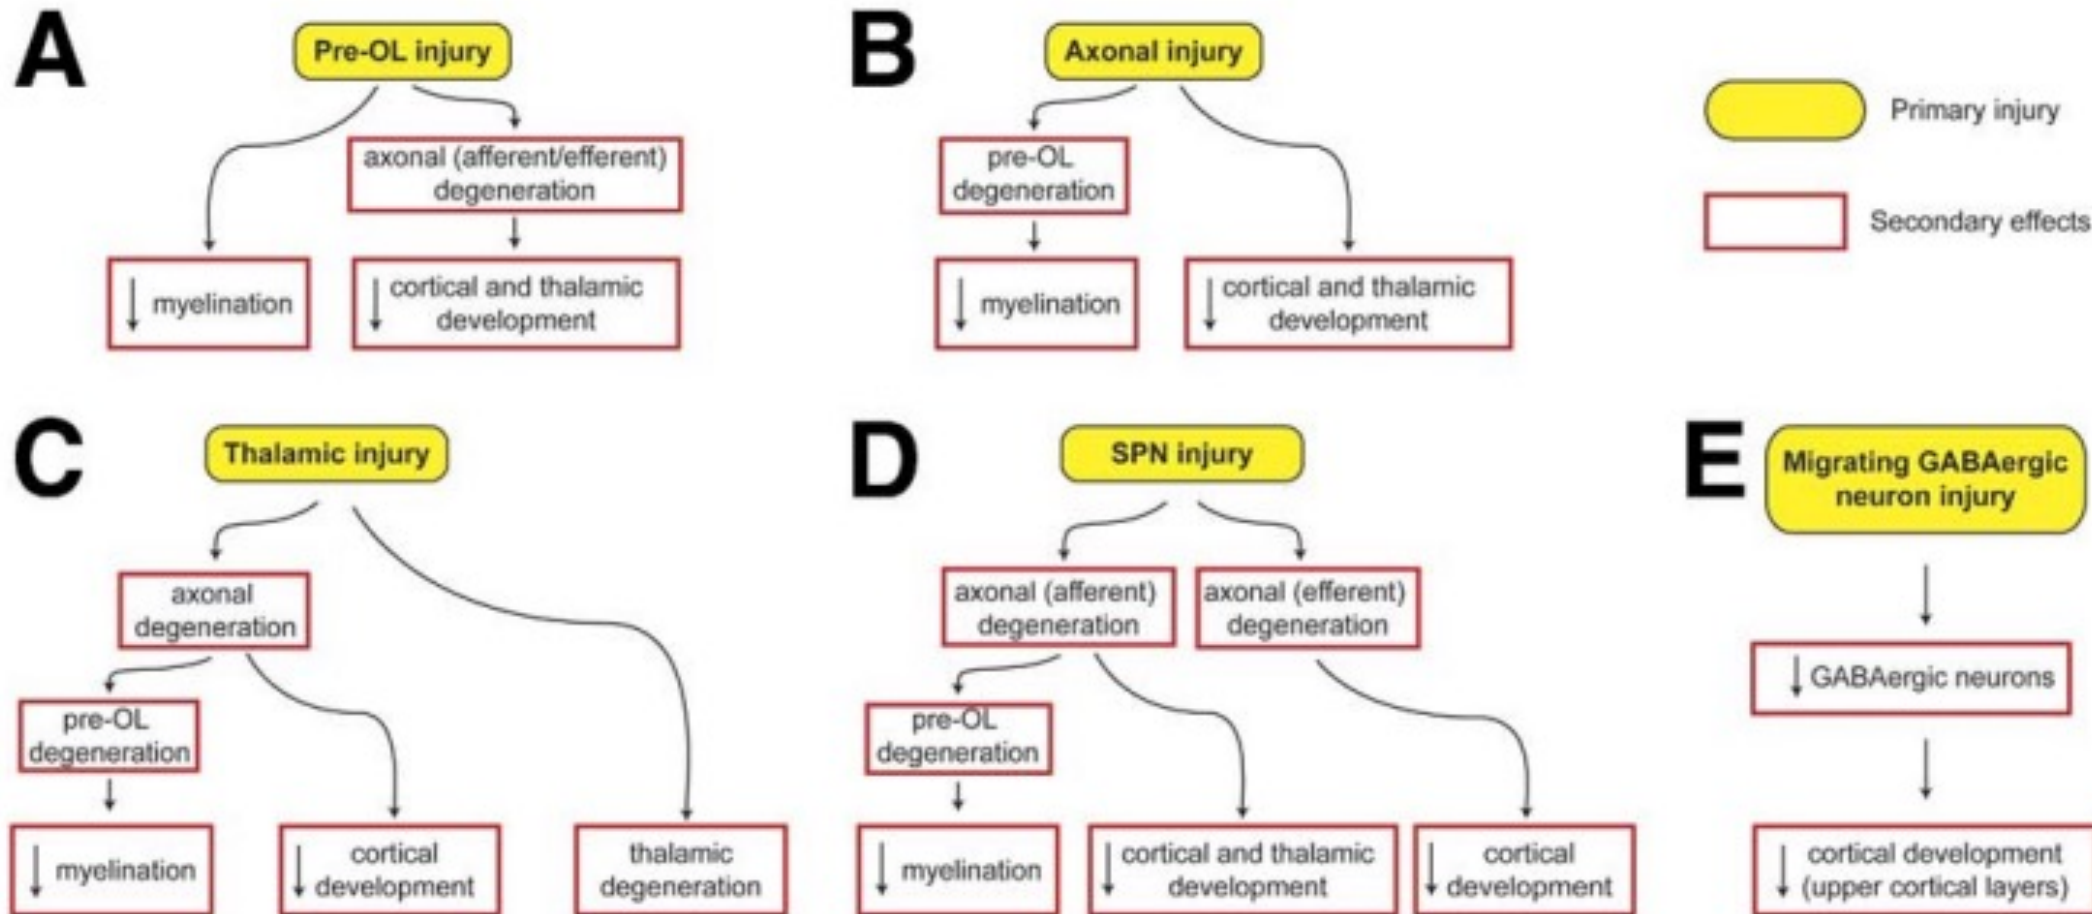 A
Pre-OL injury
axonal (afferent/efferent)
degeneration
↓ myelination
↓ cortical and thalamic
development
B
Axonal injury
pre-OL
degeneration
↓ myelination
↓ cortical and thalamic
development
Primary injury
Secondary effects
C
Thalamic injury
axonal
degeneration
pre-OL
degeneration
↓ myelination
↓ cortical
development
thalamic
degeneration
D
SPN injury
axonal (afferent)
degeneration
axonal (efferent)
degeneration
pre-OL
degeneration
↓ myelination
↓ cortical and thalamic
development
↓ cortical
development
E
Migrating GABAergic
neuron injury
↓ GABAergic neurons
↓ cortical development
(upper cortical layers)